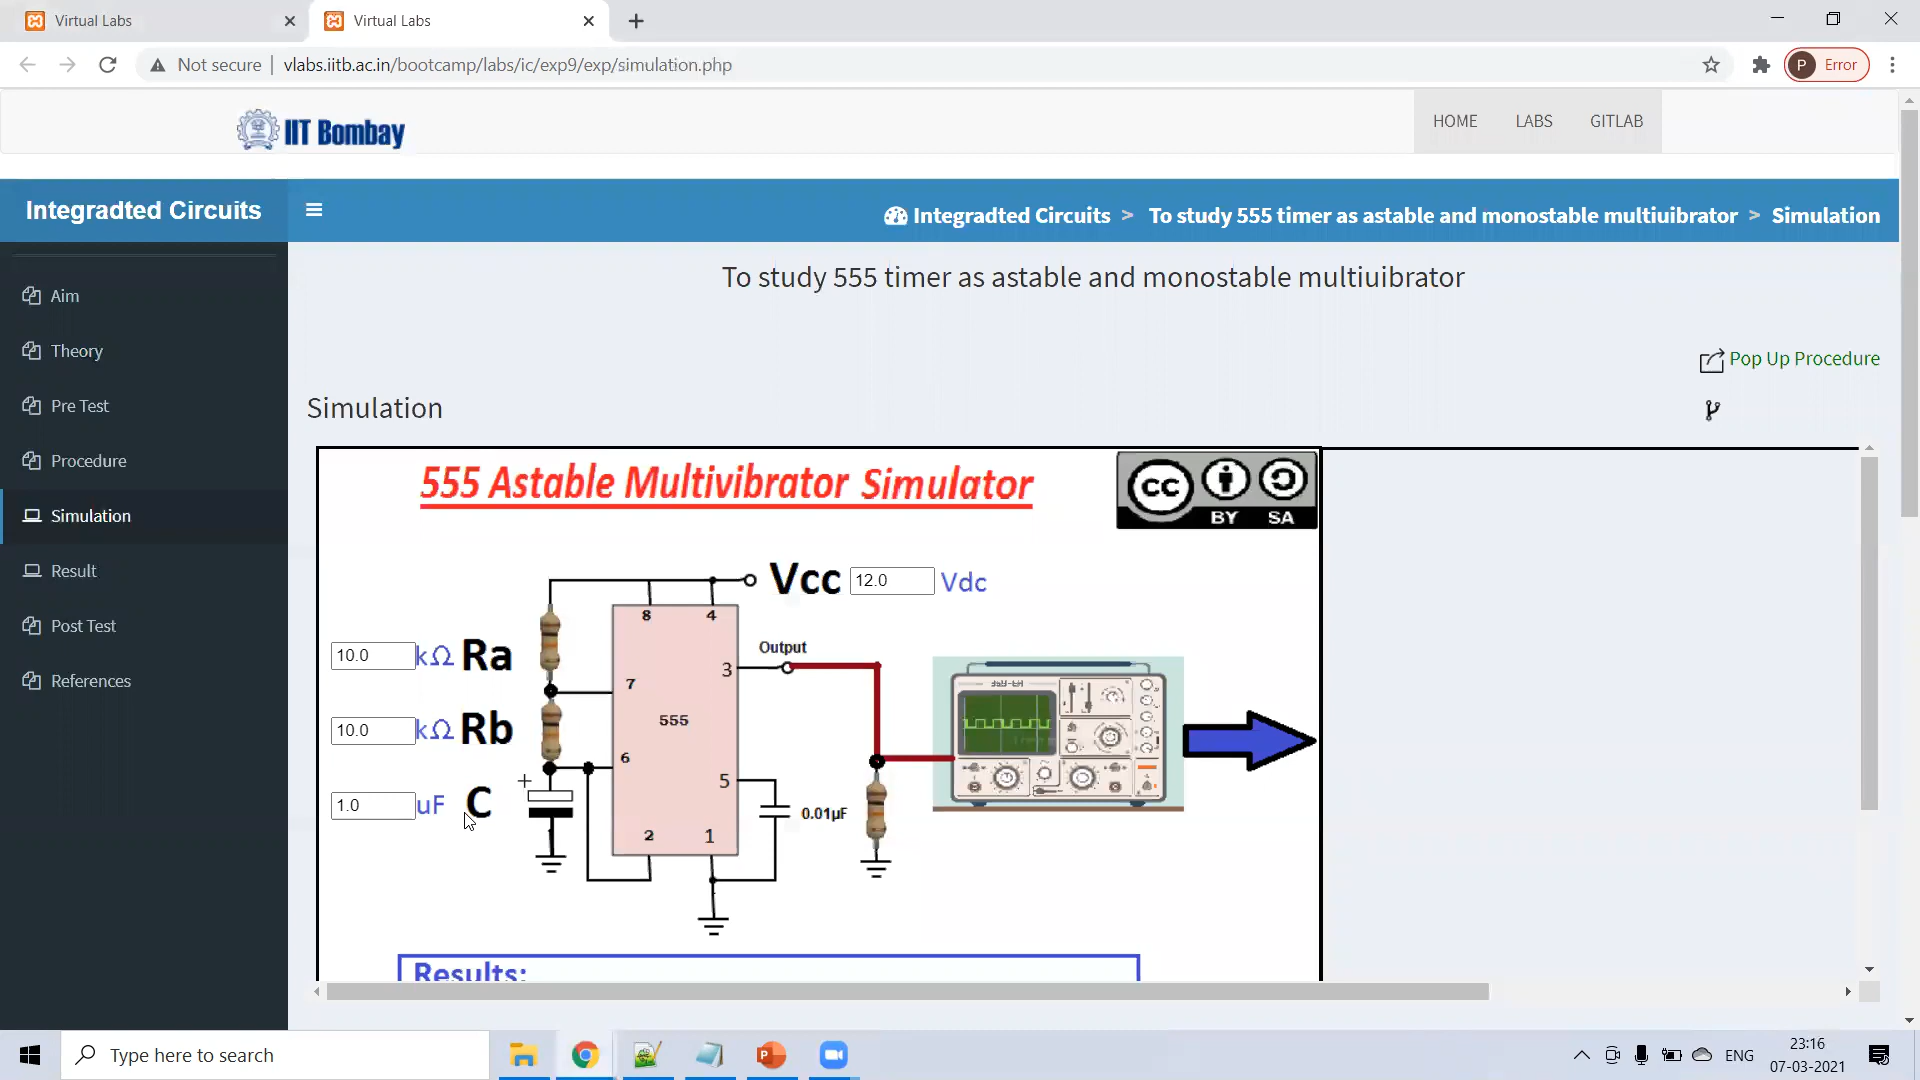 Virtual Labs
Virtual Labs
Not secure
vlabs.iitb.ac.in/bootcamp/labs/ic/exp9/exp/simulation.php
P Error
IIT Bombay
HOME LABS GITLAB
Integradted Circuits
Integradted Circuits > To study 555 timer as astable and monostable multiuibrator > Simulation
To study 555 timer as astable and monostable multiuibrator
Aim
Theory
Pre Test
Procedure
Simulation
Result
Post Test
References
Pop Up Procedure
Simulation
555 Astable Multivibrator Simulator
cc
BY SA
Vcc 12.0 Vdc
8 4
Output
3
10.0 kΩ Ra
7
555
10.0 kΩ Rb
6
5
+
1.0 uF C
0.01μF
2 1
Results:
Type here to search
ENG
23:16
07-03-2021